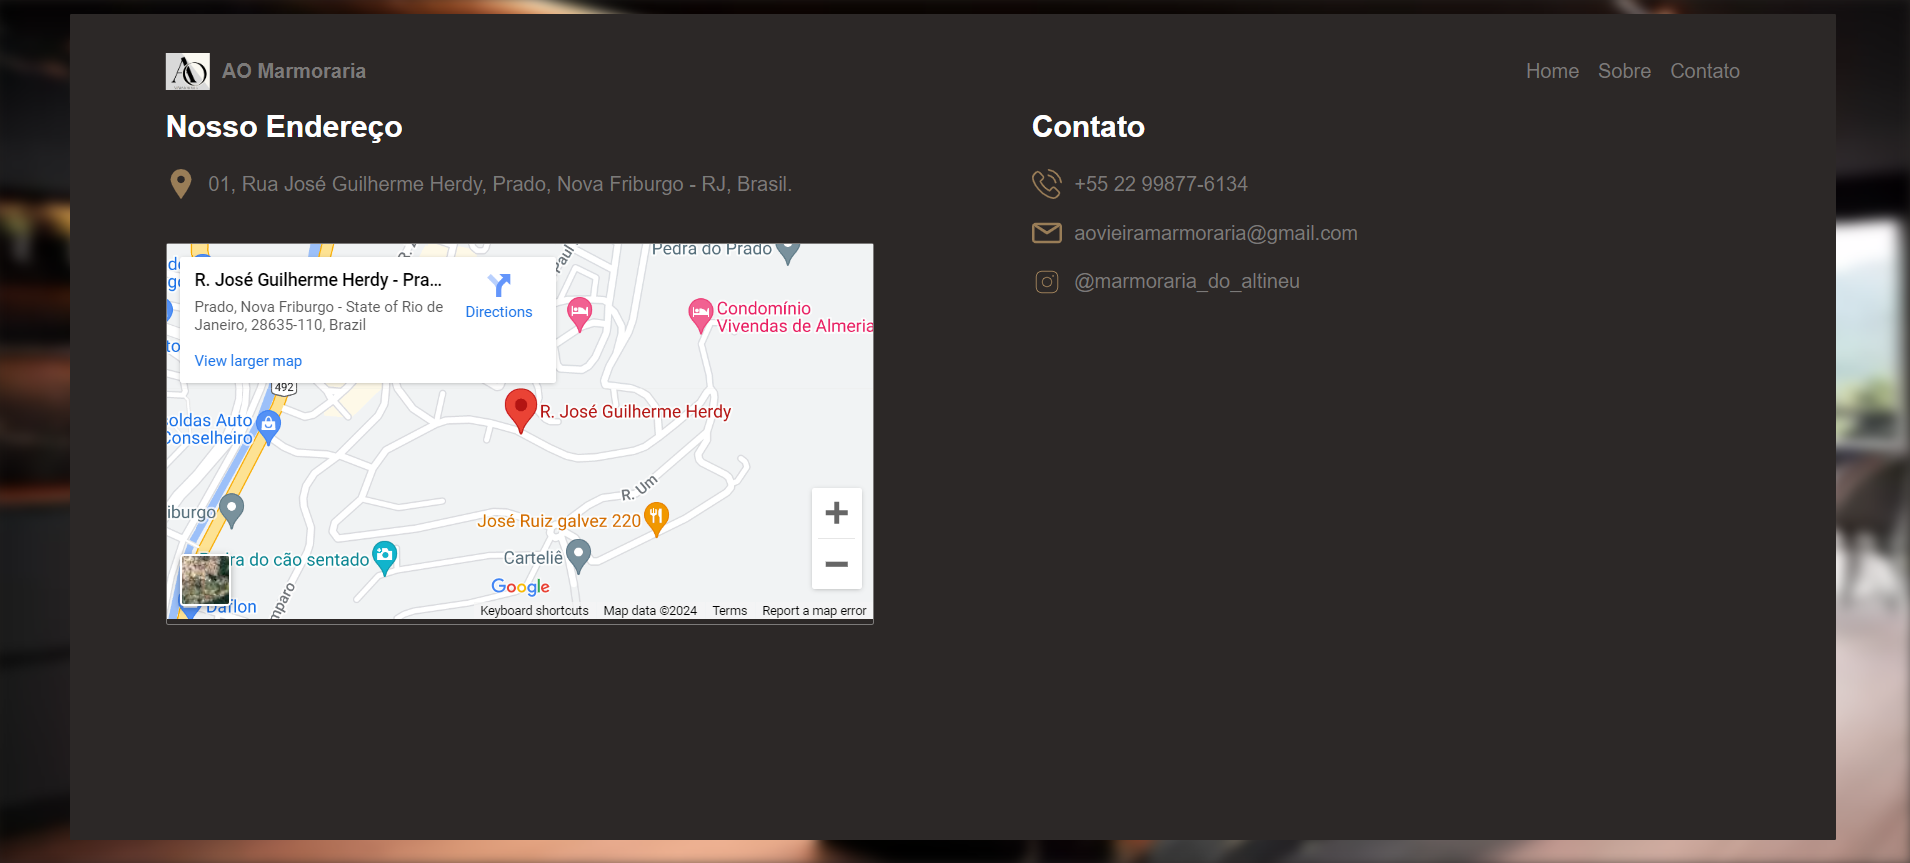 AO
AO Marmoraria
Home Sobre Contato
Nosso Endereço
01, Rua José Guilherme Herdy, Prado, Nova Friburgo - RJ, Brasil.
R. José Guilherme Herdy - Pra...
Prado, Nova Friburgo - State of Rio de
Janeiro, 28635-110, Brazil
Directions
View larger map
Pedra do Prado
Paul
Condomínio
Vivendas de Almeria
492
R. José Guilherme Herdy
oldas Auto
Conselheiro
R. Um
iburgo
José Ruiz galvez 220
ra do cão sentado
Carteliê
Daflon
mparo
Google
Keyboard shortcuts Map data ©2024 Terms Report a map error
Contato
+55 22 99877-6134
aovieiramarmoraria@gmail.com
@marmoraria_do_altineu